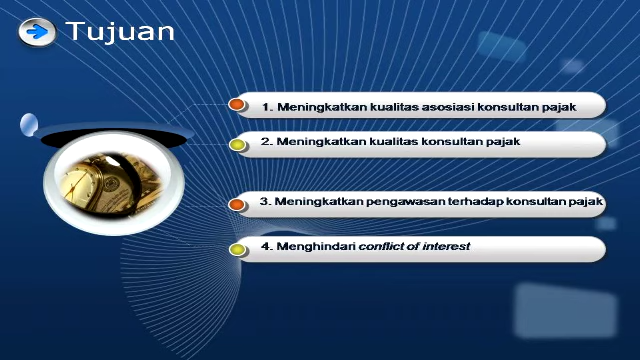 Tujuan
1. Meningkatkan kualitas asosiasi konsultan pajak
2. Meningkatkan kualitas konsultan pajak
3. Meningkatkan pengawasan terhadap konsultan pajak
4. Menghindari conflict of interest